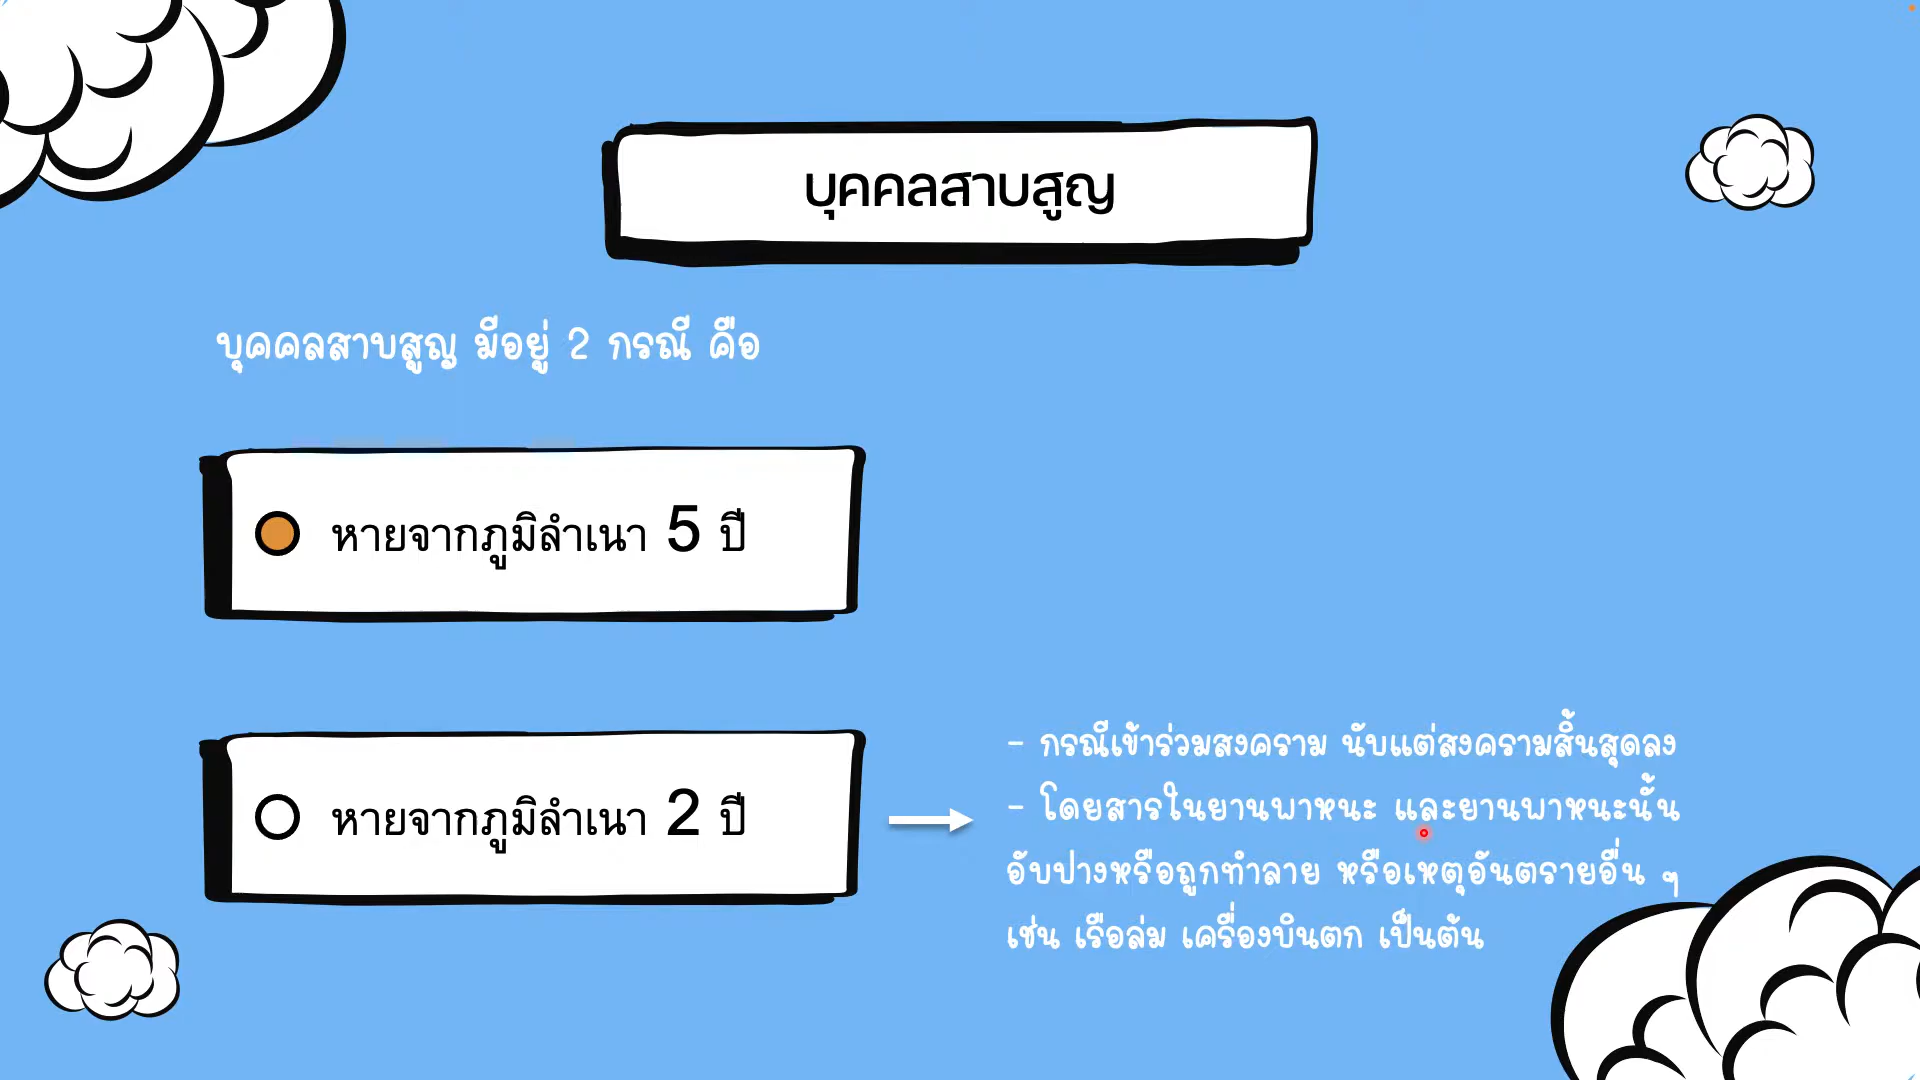 บุคคลสาบสูญ
บุคคลสาบสูญ มีอยู่ 2 กรณี คือ
หายจากภูมิลำเนา 5 ปี
หายจากภูมิลำเนา 2 ปี
- กรณีเข้าร่วมสงคราม นับแต่สงครามสิ้นสุดลง
- โดยสารในยานพาหนะ และยานพาหนะนั้น
อับปางหรือถูกทำลาย หรือเหตุอันตรายอื่น ๆ
เช่น เรือล่ม เครื่องบินตก เป็นต้น